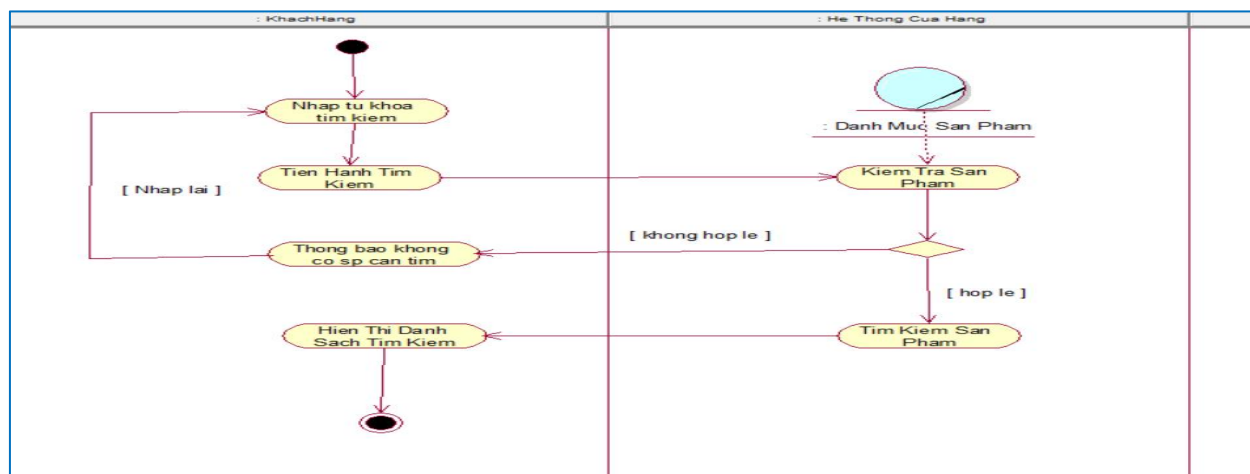 : KhachHang
: He Thong Cua Hang
Nhap tu khoa
tim kiem
: Danh Muc San Pham
Tien Hanh Tim
Kiem
Kiem Tra San
Pham
[ Nhap lai ]
[ khong hop le ]
Thong bao khong
co sp can tim
[ hop le ]
Hien Thi Danh
Sach Tim Kiem
Tim Kiem San
Pham